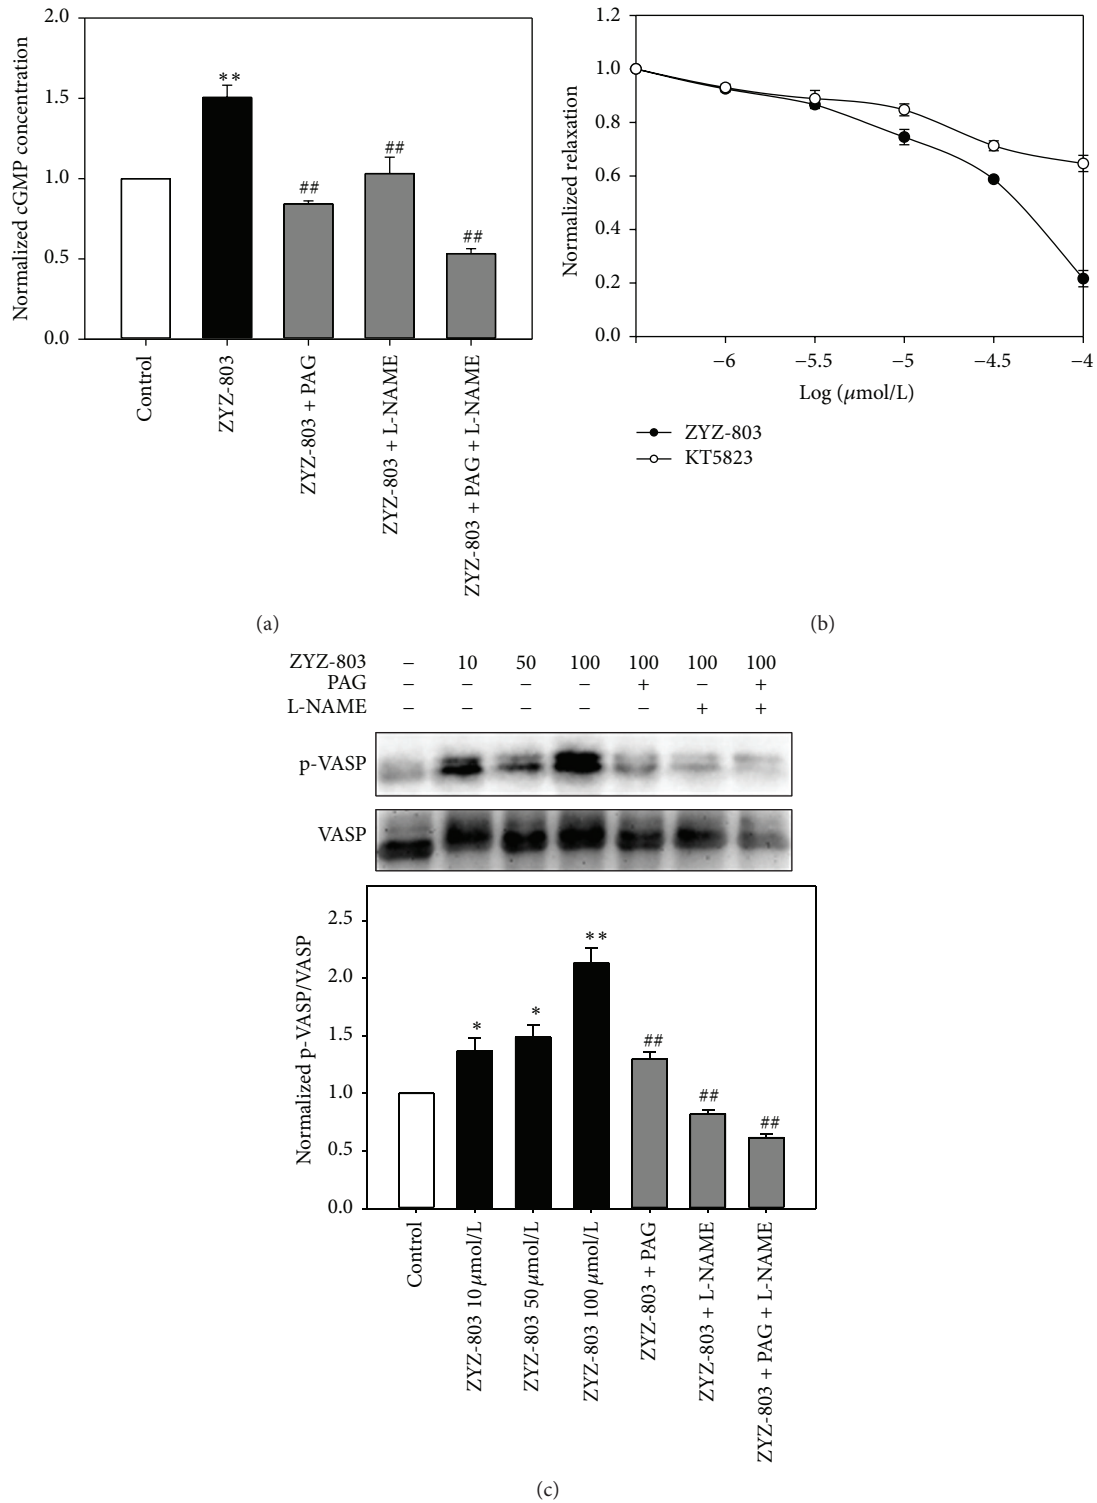 2.0
1.5
1.0
0.5
0.0
Normalized cGMP concentration
**
##
##
##
Control
ZYZ-803
ZYZ-803 + PAG
ZYZ-803 + L-NAME
ZYZ-803 + PAG + L-NAME
(a)
1.2
1.0
0.8
0.6
0.4
0.2
0.0
Normalized relaxation
−6 −5.5 −5 −4.5 −4
Log (μmol/L)
ZYZ-803
KT5823
(b)
ZYZ-803 − 10 50 100 100 100 100
PAG − − − − + − +
L-NAME − − − − − + +
p-VASP
VASP
2.5
2.0
1.5
1.0
0.5
0.0
Normalized p-VASP/VASP
*
*
**
##
##
##
Control
ZYZ-803 10 μmol/L
ZYZ-803 50 μmol/L
ZYZ-803 100 μmol/L
ZYZ-803 + PAG
ZYZ-803 + L-NAME
ZYZ-803 + PAG + L-NAME
(c)